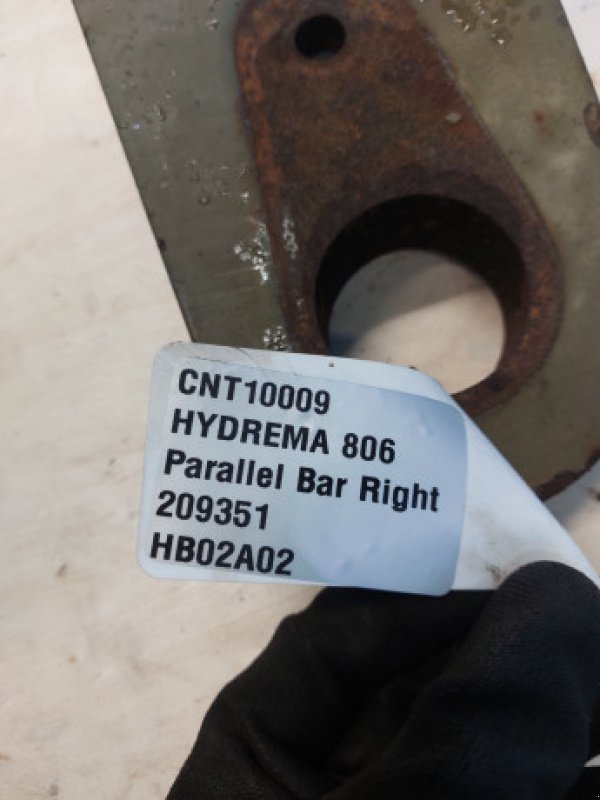 CNT10009
HYDREMA 806
Parallel Bar Right
209351
HB02A02